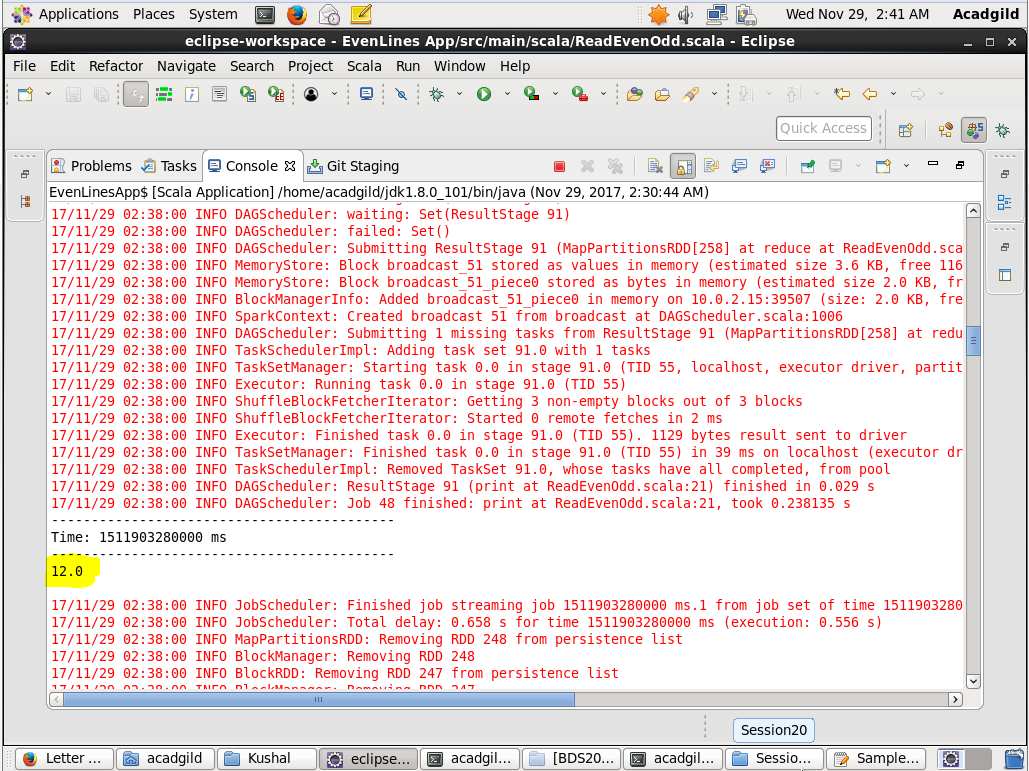 Applications Places System Wed Nov 29, 2:41 AM Acadgild
eclipse-workspace - EvenLines App/src/main/scala/ReadEvenOdd.scala - Eclipse
File Edit Refactor Navigate Search Project Scala Run Window Help
Quick Access
Problems Tasks Console Git Staging
EvenLinesApp$ [Scala Application] /home/acadgild/jdk1.8.0_101/bin/java (Nov 29, 2017, 2:30:44 AM)
17/11/29 02:38:00 INFO DAGScheduler: waiting: Set(ResultStage 91)
17/11/29 02:38:00 INFO DAGScheduler: failed: Set()
17/11/29 02:38:00 INFO DAGScheduler: Submitting ResultStage 91 (MapPartitionsRDD[258] at reduce at ReadEvenOdd.sca
17/11/29 02:38:00 INFO MemoryStore: Block broadcast_51 stored as values in memory (estimated size 3.6 KB, free 116
17/11/29 02:38:00 INFO MemoryStore: Block broadcast_51_piece0 stored as bytes in memory (estimated size 2.0 KB, fr
17/11/29 02:38:00 INFO BlockManagerInfo: Added broadcast_51_piece0 in memory on 10.0.2.15:39507 (size: 2.0 KB, fre
17/11/29 02:38:00 INFO SparkContext: Created broadcast 51 from broadcast at DAGScheduler.scala:1006
17/11/29 02:38:00 INFO DAGScheduler: Submitting 1 missing tasks from ResultStage 91 (MapPartitionsRDD[258] at redu
17/11/29 02:38:00 INFO TaskSchedulerImpl: Adding task set 91.0 with 1 tasks
17/11/29 02:38:00 INFO TaskSetManager: Starting task 0.0 in stage 91.0 (TID 55, localhost, executor driver, partit
17/11/29 02:38:00 INFO Executor: Running task 0.0 in stage 91.0 (TID 55)
17/11/29 02:38:00 INFO ShuffleBlockFetcherIterator: Getting 3 non-empty blocks out of 3 blocks
17/11/29 02:38:00 INFO ShuffleBlockFetcherIterator: Started 0 remote fetches in 2 ms
17/11/29 02:38:00 INFO Executor: Finished task 0.0 in stage 91.0 (TID 55). 1129 bytes result sent to driver
17/11/29 02:38:00 INFO TaskSetManager: Finished task 0.0 in stage 91.0 (TID 55) in 39 ms on localhost (executor dr
17/11/29 02:38:00 INFO TaskSchedulerImpl: Removed TaskSet 91.0, whose tasks have all completed, from pool
17/11/29 02:38:00 INFO DAGScheduler: ResultStage 91 (print at ReadEvenOdd.scala:21) finished in 0.029 s
17/11/29 02:38:00 INFO DAGScheduler: Job 48 finished: print at ReadEvenOdd.scala:21, took 0.238135 s
-------------------------------------------
Time: 1511903280000 ms
-------------------------------------------
12.0
17/11/29 02:38:00 INFO JobScheduler: Finished job streaming job 1511903280000 ms.1 from job set of time 1511903280
17/11/29 02:38:00 INFO JobScheduler: Total delay: 0.658 s for time 1511903280000 ms (execution: 0.556 s)
17/11/29 02:38:00 INFO MapPartitionsRDD: Removing RDD 248 from persistence list
17/11/29 02:38:00 INFO BlockManager: Removing RDD 248
17/11/29 02:38:00 INFO BlockRDD: Removing RDD 247 from persistence list
17/11/29 02:38:00 INFO BlockManager: Removing RDD 247
Session20
Letter ... acadgild Kushal eclipse... acadgil... [BDS20... acadgil... Sessio... Sample....